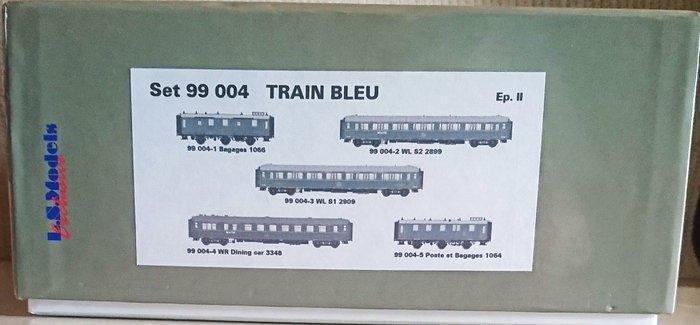 Set 99 004 TRAIN BLEU
Ep. II
99 004-1 Bagages 1066
99 004-2 WL S2 2899
99 004-3 WL S1 2909
99 004-4 WR Dining car 3348
99 004-5 Poste et Bagages 1064
L.S.Models
Exclusive